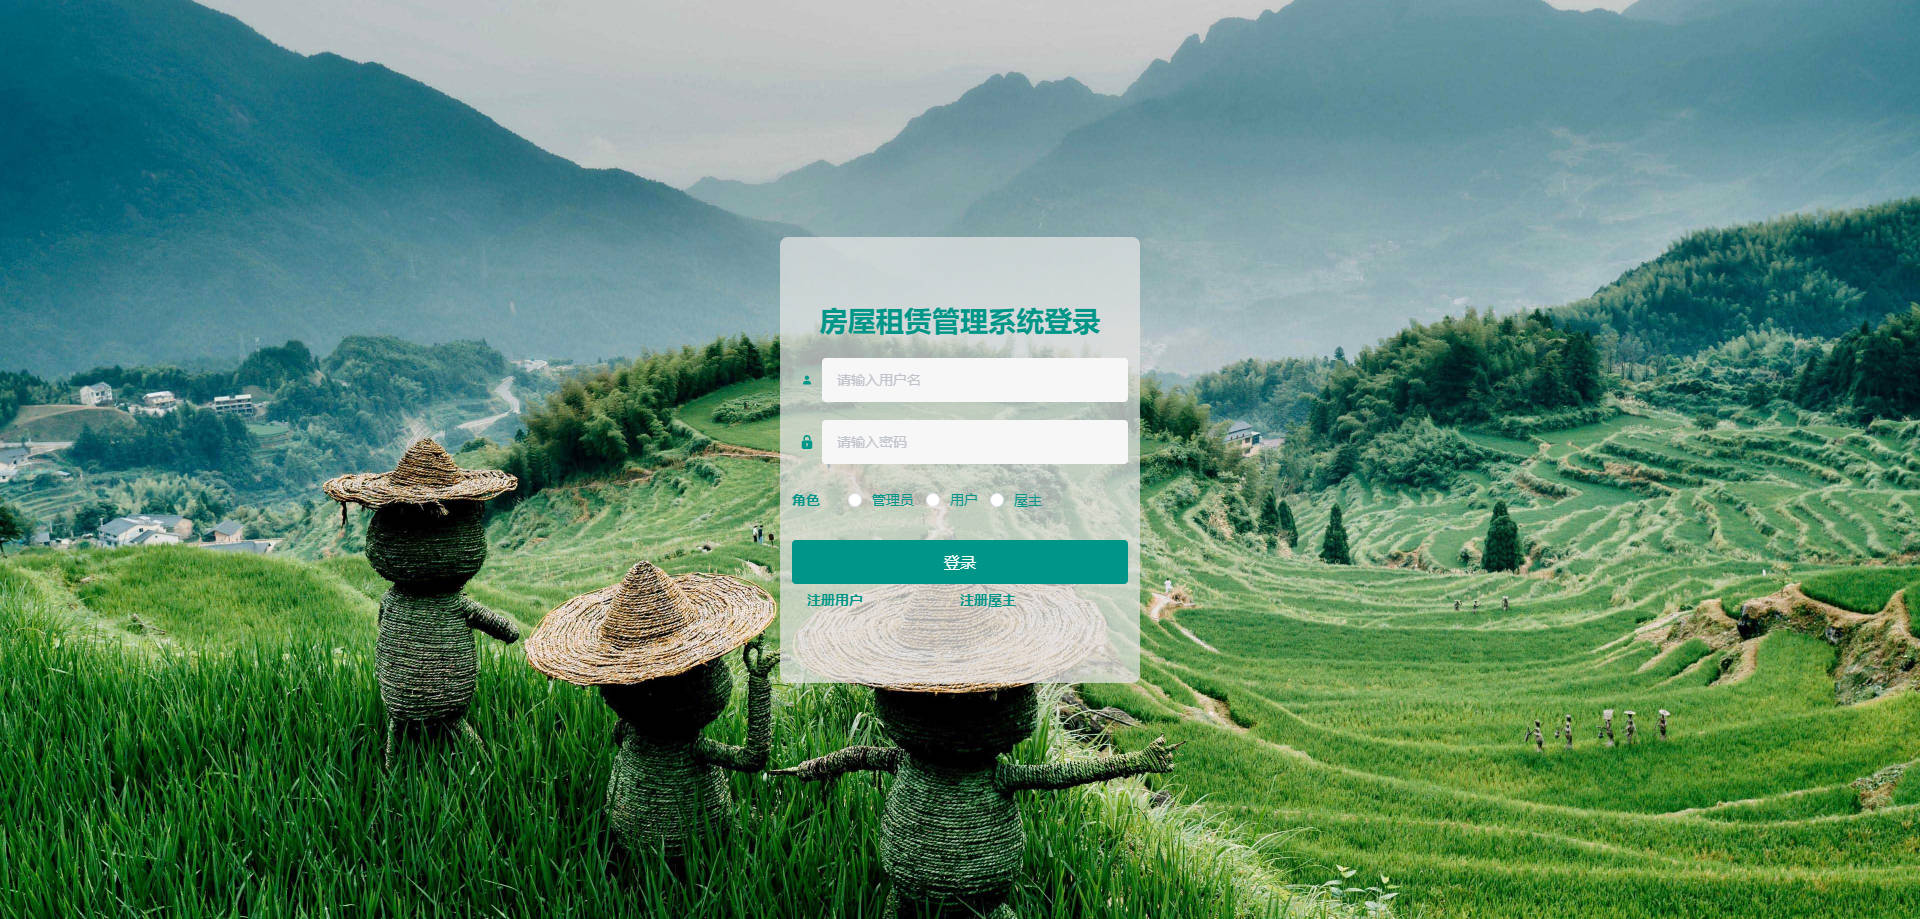 房屋租赁管理系统登录
请输入用户名
请输入密码
角色 管理员 用户 屋主
登录
注册用户 注册屋主